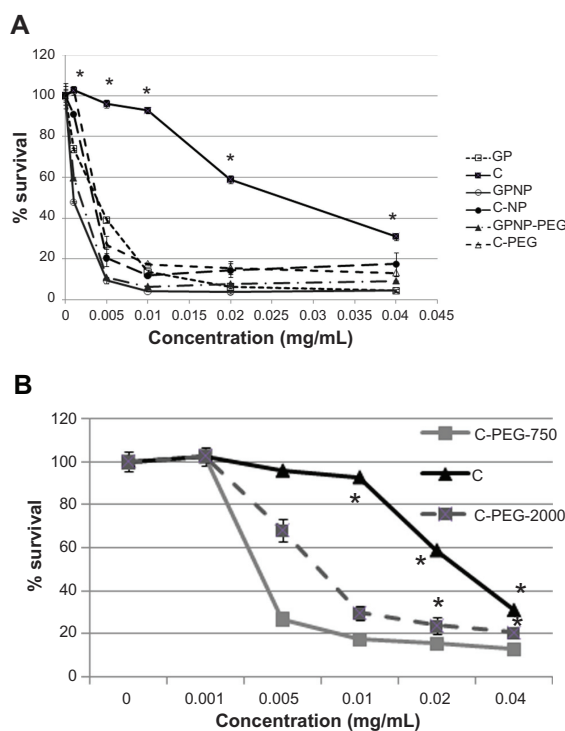 A
120
100
80
60
40
20
0
% survival
* * * * *
0 0.005 0.01 0.02 0.02 0.03 0.03 0.04 0.04 0.045
Concentration (mg/mL)
GP
C
GPNP
C-NP
-GPNP-PEG
C-PEG
B
120
100
80
60
40
20
0
% survival
C-PEG-750
C
C-PEG-2000
* * * * *
0 0.001 0.005 0.01 0.02 0.04
Concentration (mg/mL)